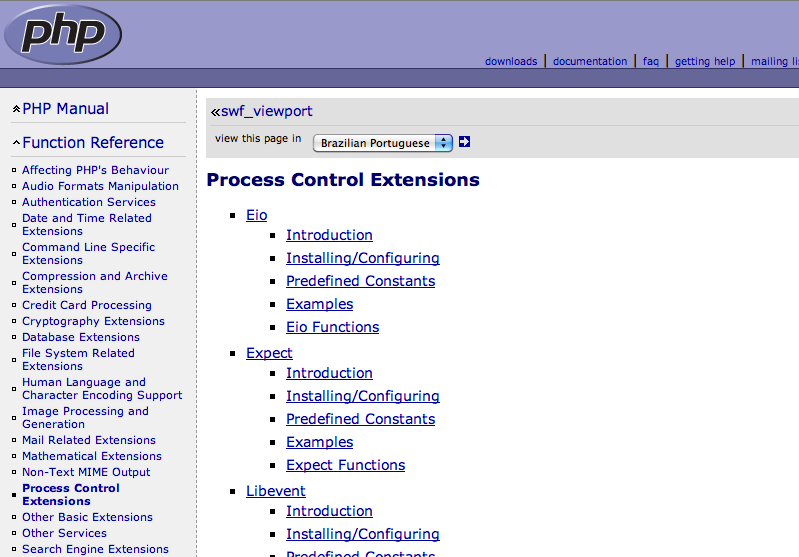 php
downloads | documentation | faq | getting help | mailing
PHP Manual
Function Reference
Affecting PHP's Behaviour
Audio Formats Manipulation
Authentication Services
Date and Time Related
Extensions
Command Line Specific
Extensions
Compression and Archive
Extensions
Credit Card Processing
Cryptography Extensions
Database Extensions
File System Related
Extensions
Human Language and
Character Encoding Support
Image Processing and
Generation
Mail Related Extensions
Mathematical Extensions
Non-Text MIME Output
Process Control
Extensions
Other Basic Extensions
Other Services
Search Engine Extensions
«swf_viewport
view this page in Brazilian Portuguese
Process Control Extensions
Eio
Introduction
Installing/Configuring
Predefined Constants
Examples
Eio Functions
Expect
Introduction
Installing/Configuring
Predefined Constants
Examples
Expect Functions
Libevent
Introduction
Installing/Configuring
Predefined Constants